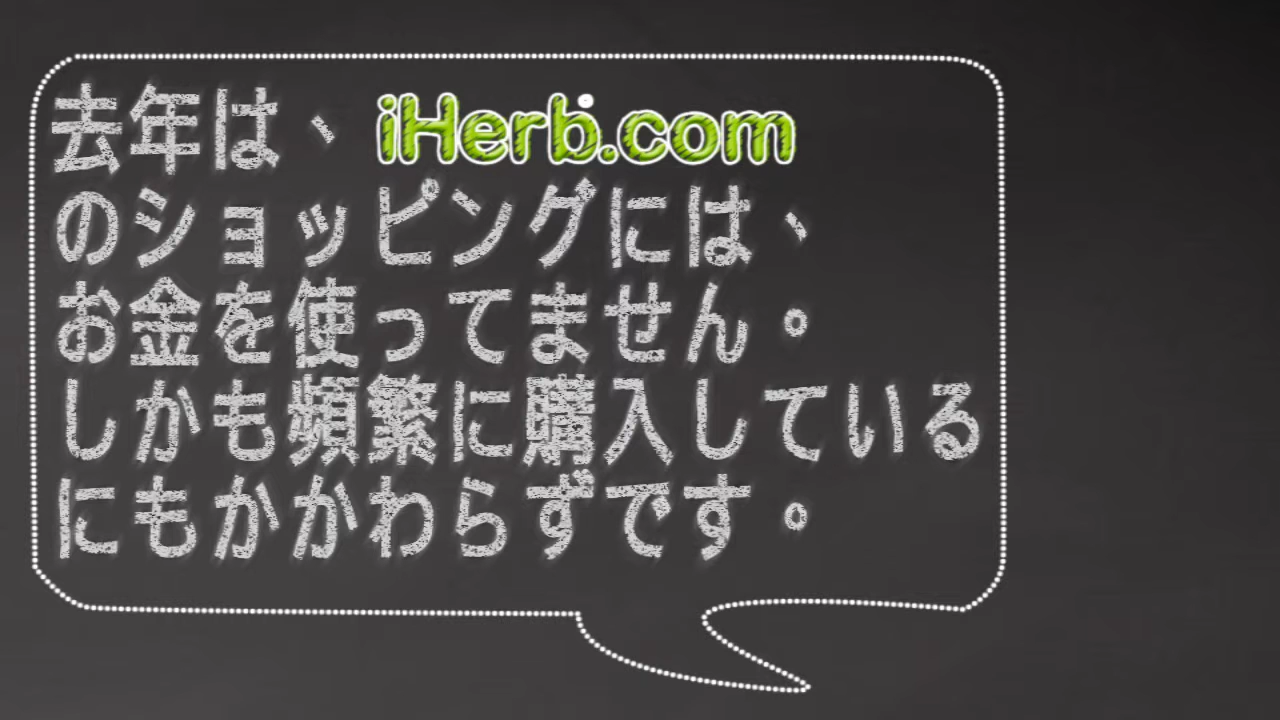 去年は、iHerb.com
のショッピングには、
お金を使ってません。
しかも頻繁に購入している
にもかかわらずです。